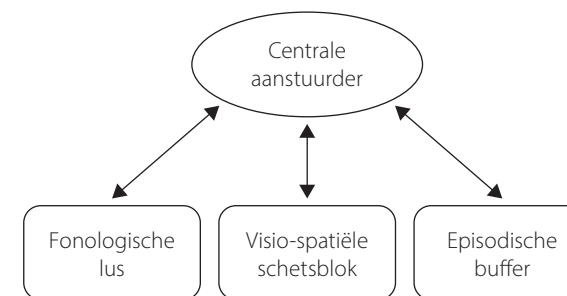 Centrale
aanstuurder
Fonologische
lus
Visio-spatiële
schetsblok
Episodische
buffer